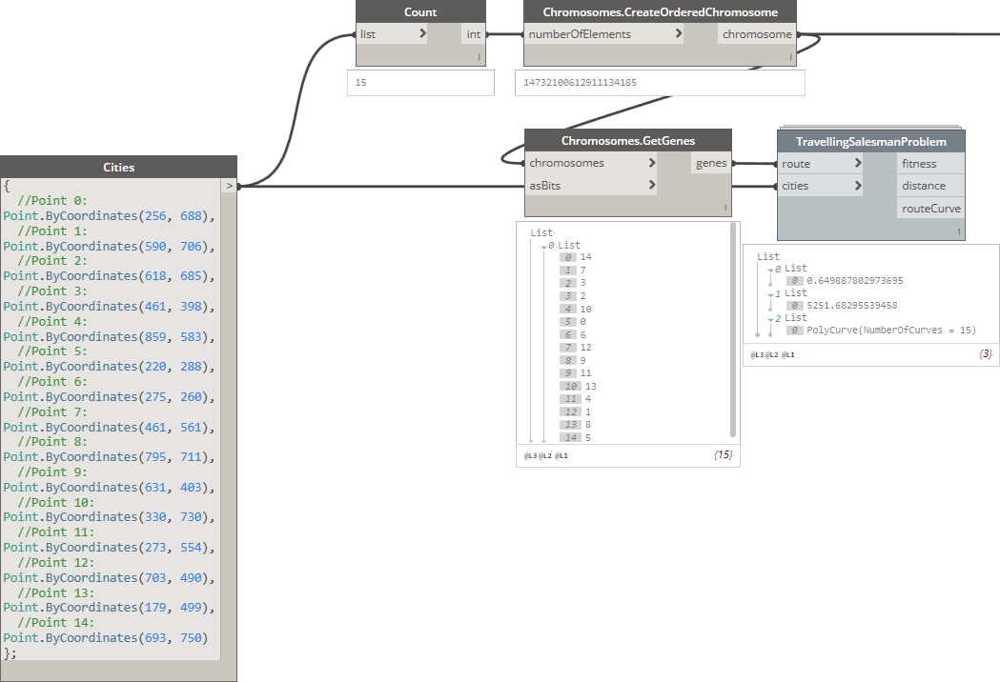 Count
list > int
15
Chromosomes.CreateOrderedChromosome
numberOfElements > chromosome
14732100612911134185
Cities
>
{
//Point 0:
Point.ByCoordinates(256, 688),
//Point 1:
Point.ByCoordinates(590, 706),
//Point 2:
Point.ByCoordinates(618, 685),
//Point 3:
Point.ByCoordinates(461, 398),
//Point 4:
Point.ByCoordinates(859, 583),
//Point 5:
Point.ByCoordinates(220, 288),
//Point 6:
Point.ByCoordinates(275, 260),
//Point 7:
Point.ByCoordinates(461, 561),
//Point 8:
Point.ByCoordinates(795, 711),
//Point 9:
Point.ByCoordinates(631, 403),
//Point 10:
Point.ByCoordinates(330, 730),
//Point 11:
Point.ByCoordinates(273, 554),
//Point 12:
Point.ByCoordinates(703, 490),
//Point 13:
Point.ByCoordinates(179, 499),
//Point 14:
Point.ByCoordinates(693, 750)
};
Chromosomes.GetGenes
chromosomes > genes
asBits >
List
0 List
0 14
1 7
2 3
3 2
4 10
5 0
6 6
7 12
8 9
9 11
10 13
11 4
12 1
13 8
14 5
@L3 @L2 @L1 {15}
TravellingSalesmanProblem
route > fitness
cities > distance
routeCurve
List
0 List
0 0.649887802973695
1 List
0 5251.68295539458
2 List
0 PolyCurve(NumberOfCurves = 15)
@L3 @L2 @L1 {3}